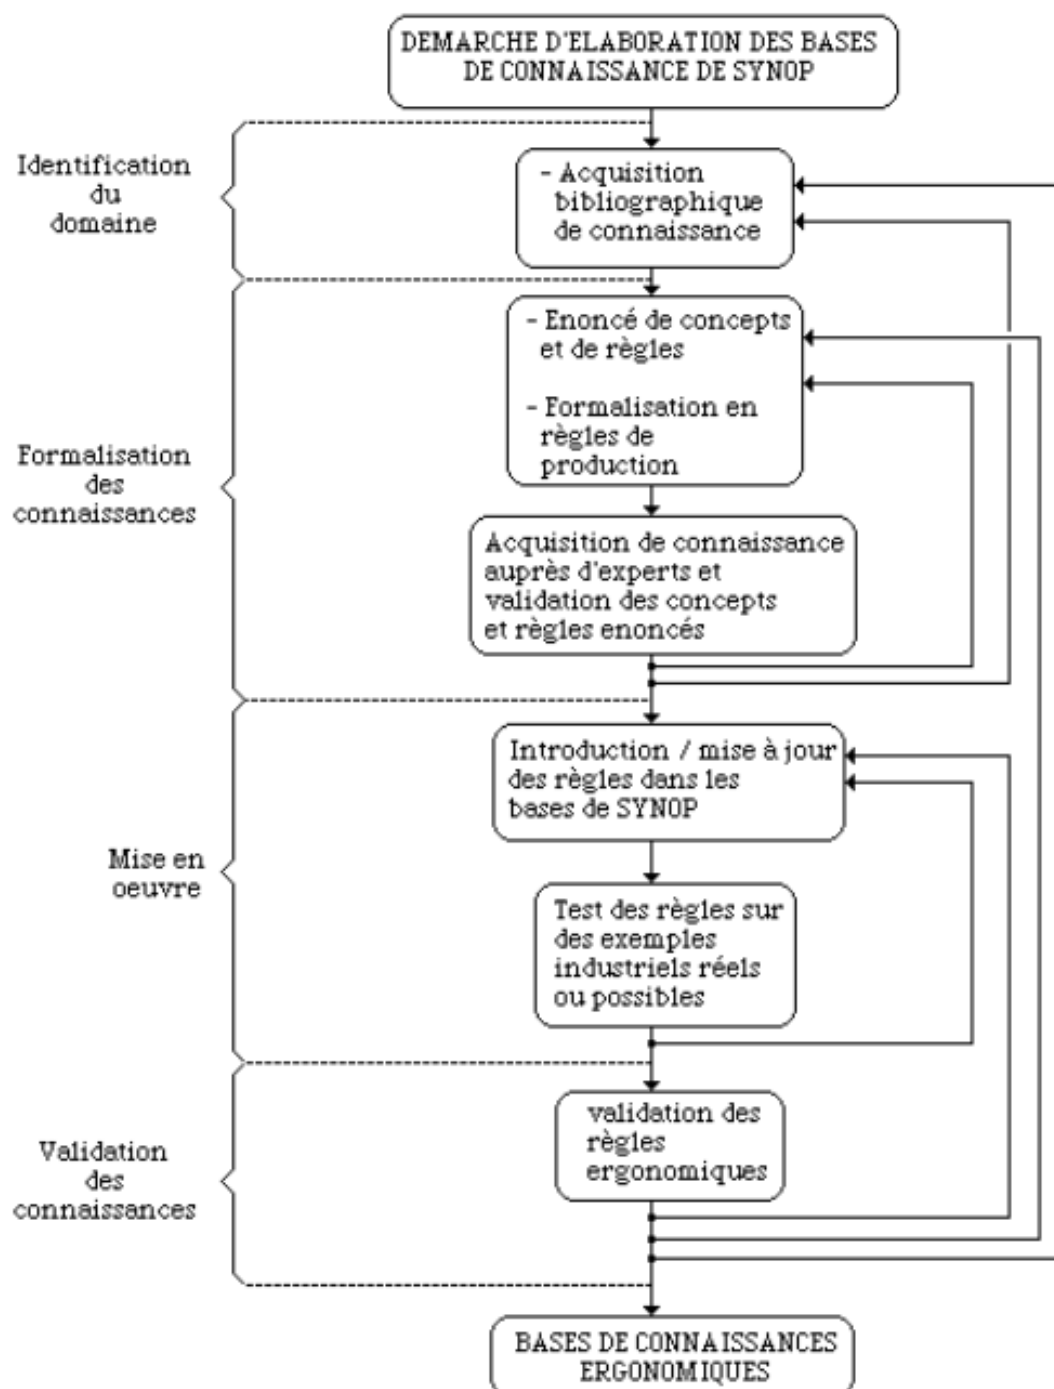 DEMARCHE D'ELABORATION DES BASES
DE CONNAISSANCE DE SYNOP
Identification
du
domaine
- Acquisition
bibliographique
de connaissance
Formalisation
des
connaissances
- Enoncé de concepts
et de règles
- Formalisation en
règles de
production
Acquisition de connaissance
auprès d'experts et
validation des concepts
et règles enoncés
Mise en
oeuvre
Introduction / mise à jour
des règles dans les
bases de SYNOP
Test des règles sur
des exemples
industriels réels
ou possibles
Validation
des
connaissances
validation des
règles
ergonomiques
BASES DE CONNAISSANCES
ERGONOMIQUES